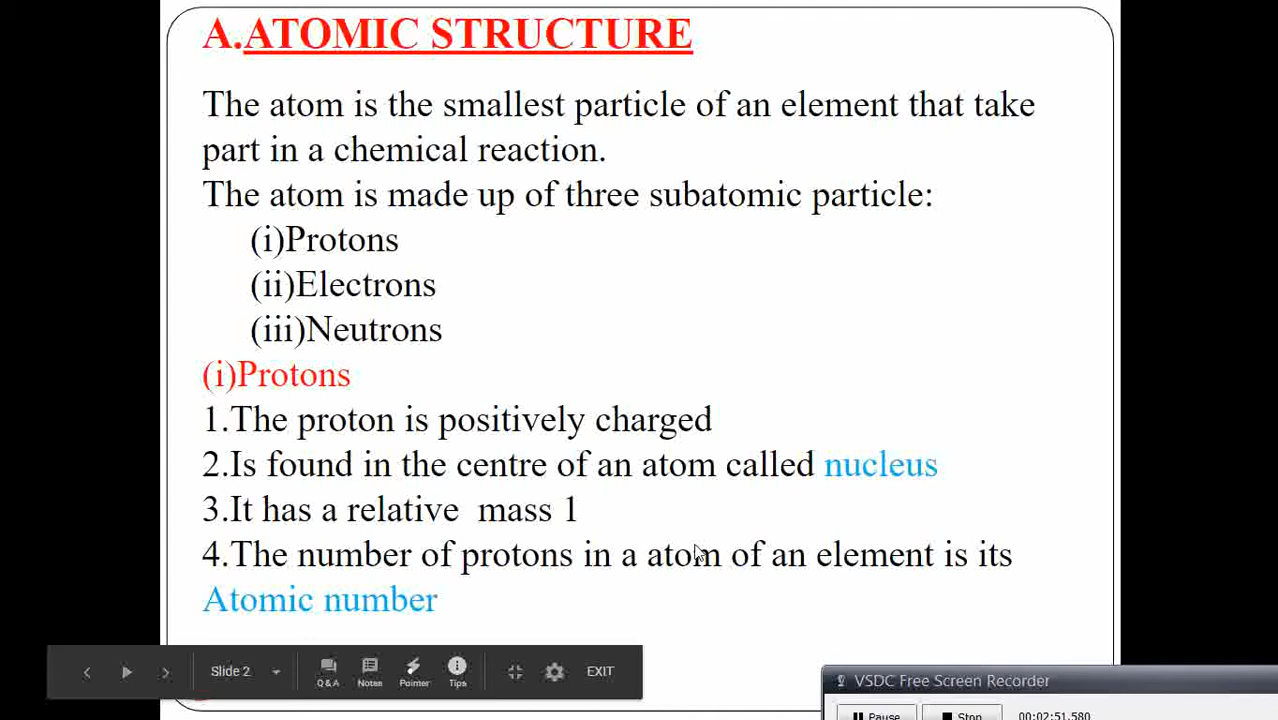 A.ATOMIC STRUCTURE
The atom is the smallest particle of an element that take
part in a chemical reaction.
The atom is made up of three subatomic particle:
(i)Protons
(ii)Electrons
(iii)Neutrons
(i)Protons
1.The proton is positively charged
2.Is found in the centre of an atom called nucleus
3.It has a relative  mass 1
4.The number of protons in a atom of an element is its
Atomic number
Slide 2
Q&A Notes Pointer Tips
EXIT
VSDC Free Screen Recorder
Pause Stop 00:02:51.580